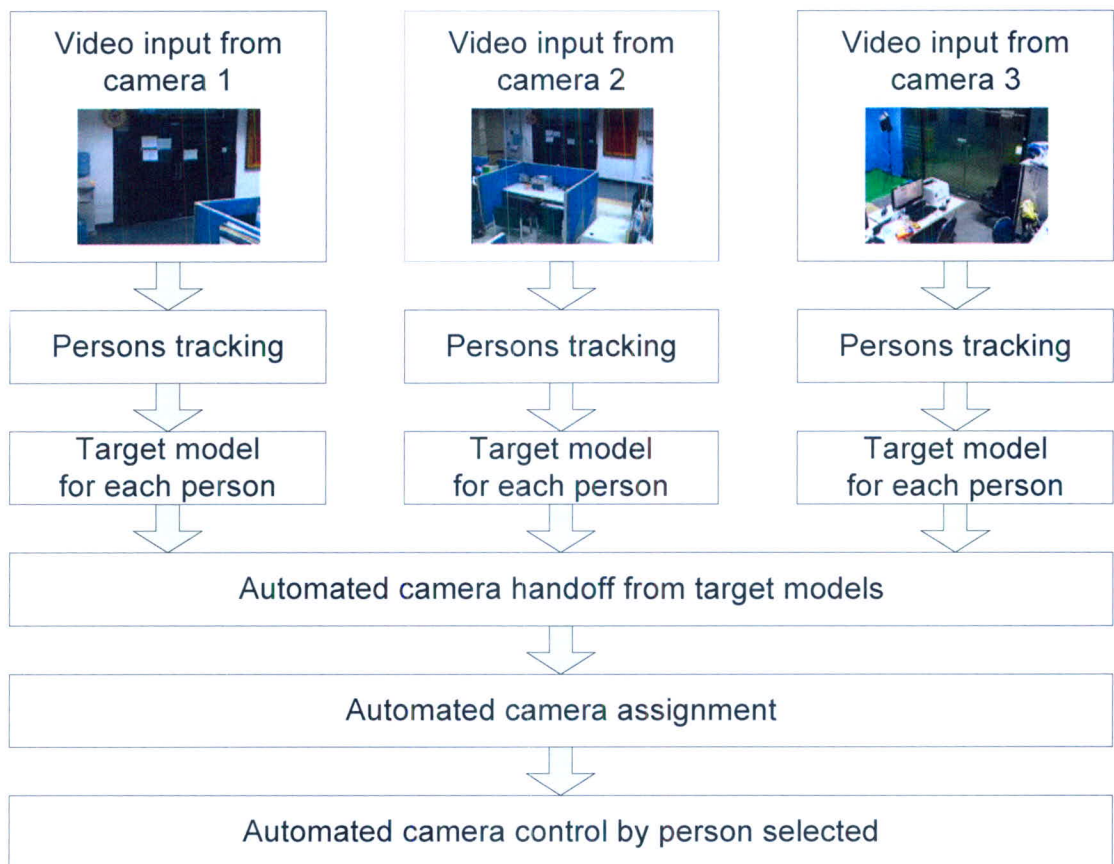 Video input from
camera 1
Video input from
camera 2
Video input from
camera 3
Persons tracking
Persons tracking
Persons tracking
Target model
for each person
Target model
for each person
Target model
for each person
Automated camera handoff from target models
Automated camera assignment
Automated camera control by person selected